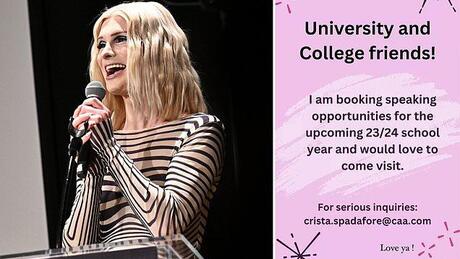 University and
College friends!
I am booking speaking
opportunities for the
upcoming 23/24 school
year and would love to
come visit.
For serious inquiries:
crista.spadafore@caa.com
Love ya !